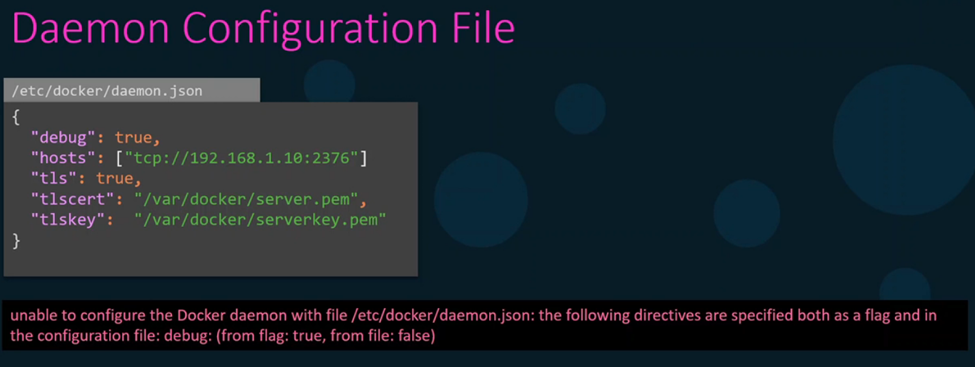 Daemon Configuration File
/etc/docker/daemon.json
{
"debug": true,
"hosts": ["tcp://192.168.1.10:2376"]
"tls": true,
"tlscert": "/var/docker/server.pem",
"tlskey": "/var/docker/serverkey.pem"
}
unable to configure the Docker daemon with file /etc/docker/daemon.json: the following directives are specified both as a flag and in
the configuration file: debug: (from flag: true, from file: false)